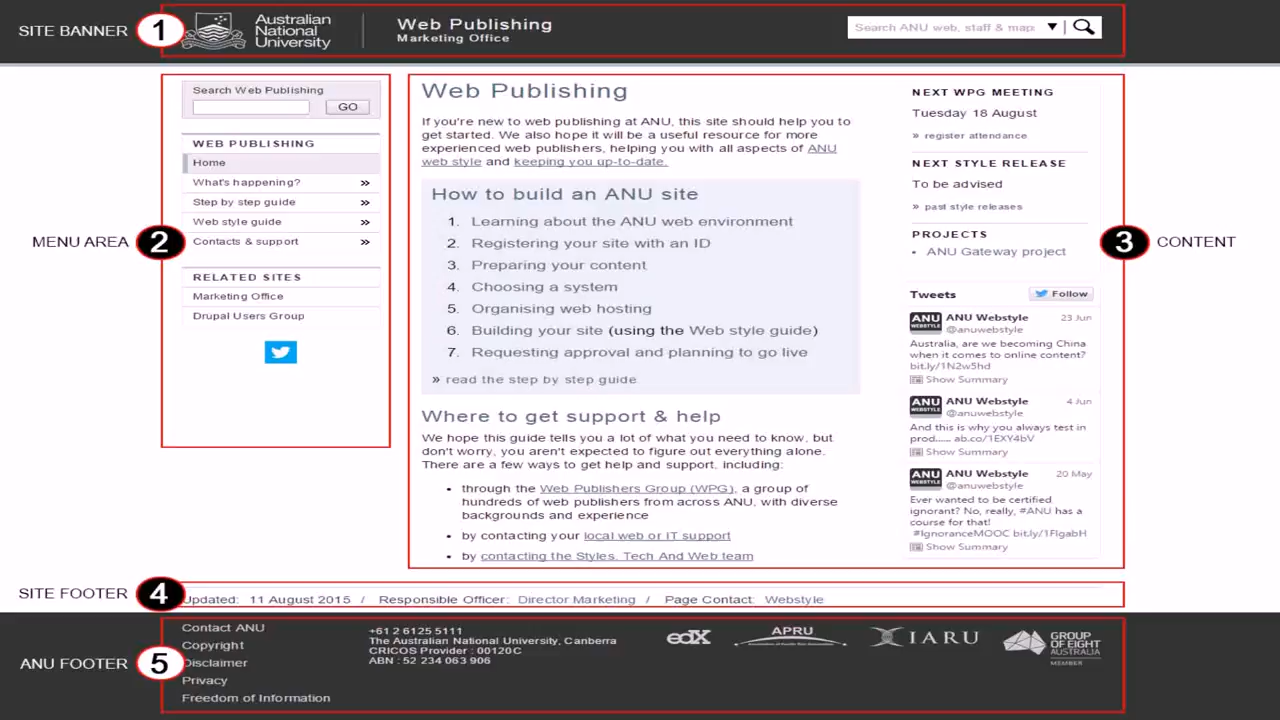 SITE BANNER
1
Australian
National
University
Web Publishing
Marketing Office
Search ANU web, staff & map
MENU AREA
2
Search Web Publishing
GO
WEB PUBLISHING
Home
What's happening? »
Step by step guide »
Web style guide »
Contacts & support »
RELATED SITES
Marketing Office
Drupal Users Group
3
CONTENT
Web Publishing
If you're new to web publishing at ANU, this site should help you to
get started. We also hope it will be a useful resource for more
experienced web publishers, helping you with all aspects of ANU
web style and keeping you up-to-date.
How to build an ANU site
1. Learning about the ANU web environment
2. Registering your site with an ID
3. Preparing your content
4. Choosing a system
5. Organising web hosting
6. Building your site (using the Web style guide)
7. Requesting approval and planning to go live
» read the step by step guide
Where to get support & help
We hope this guide tells you a lot of what you need to know, but
don't worry, you aren't expected to figure out everything alone.
There are a few ways to get help and support, including:
• through the Web Publishers Group (WPG), a group of
hundreds of web publishers from across ANU, with diverse
backgrounds and experience
• by contacting your local web or IT support
• by contacting the Styles, Tech And Web team
NEXT WPG MEETING
Tuesday 18 August
» register attendance
NEXT STYLE RELEASE
To be advised
» past style releases
PROJECTS
• ANU Gateway project
Tweets
Follow
ANU WEBSTYLE
ANU Webstyle 23 Jun
@anuwebstyle
Australia, are we becoming China
when it comes to online content?
bit.ly/1N2w5hd
Show Summary
ANU WEBSTYLE
ANU Webstyle 4 Jun
@anuwebstyle
And this is why you always test in
prod...... ab.co/1EXY4bV
Show Summary
ANU WEBSTYLE
ANU Webstyle 20 May
@anuwebstyle
Ever wanted to be certified
ignorant? No, really, #ANU has a
course for that!
#IgnoranceMOOC bit.ly/1FlgabH
Show Summary
SITE FOOTER
4
Updated: 11 August 2015 / Responsible Officer: Director Marketing / Page Contact: Webstyle
ANU FOOTER
5
Contact ANU
Copyright
Disclaimer
Privacy
Freedom of Information
+61 2 6125 5111
The Australian National University, Canberra
CRICOS Provider : 00120C
ABN : 52 234 063 906
edX
APRU
IARU
GROUP
OF EIGHT
AUSTRALIA
MEMBER